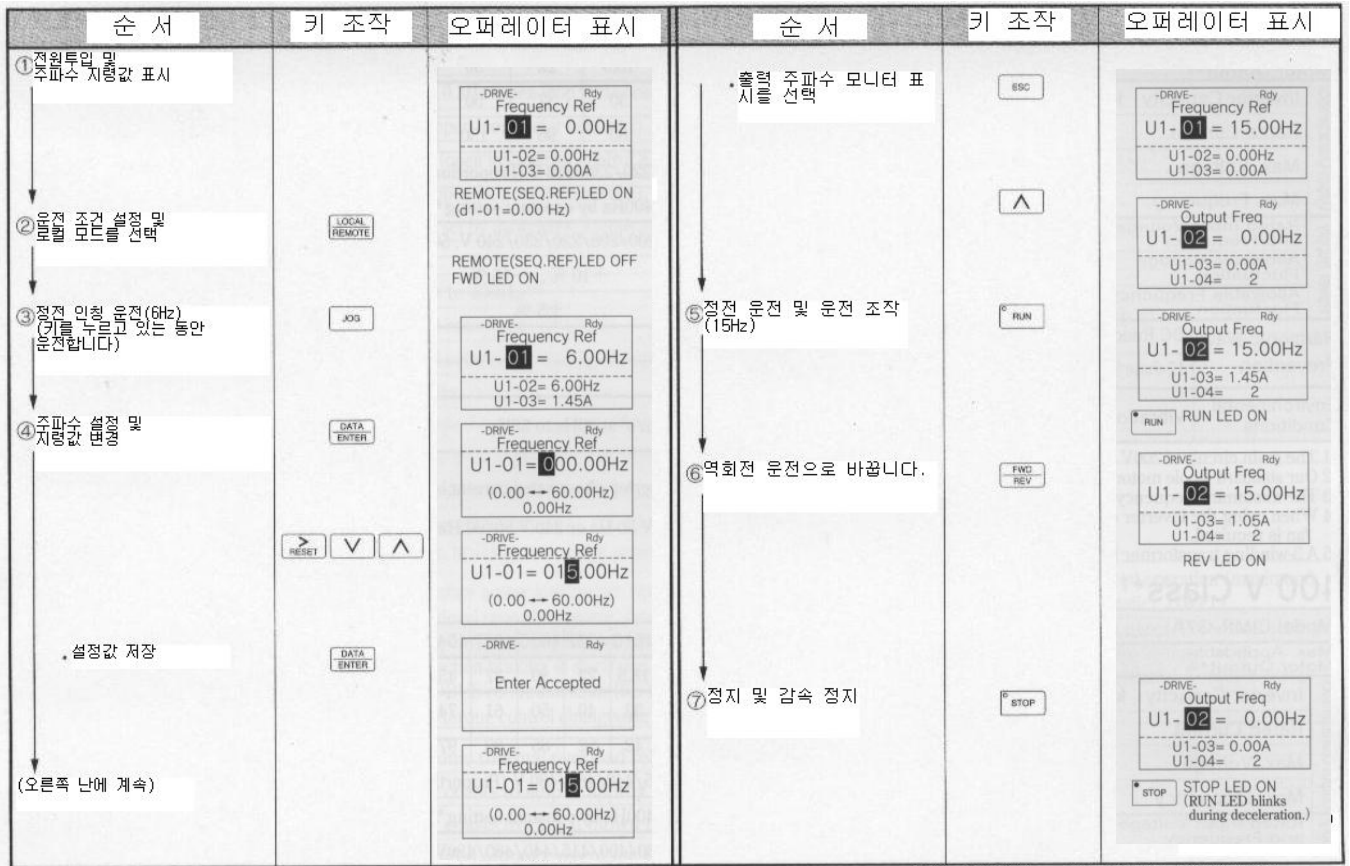 순 서
키 조작
오퍼레이터 표시
①전원투입 및
주파수 지령값 표시
-DRIVE- Rdy
Frequency Ref
U1- 01 = 0.00Hz
U1-02= 0.00Hz
U1-03= 0.00A
REMOTE(SEQ.REF)LED ON
(d1-01=0.00 Hz)
②운전 조건 설정 및
로컬 모드를 선택
LOCAL
REMOTE
REMOTE(SEQ.REF)LED OFF
FWD LED ON
③정전 인칭 운전(6Hz)
(키를 누르고 있는 동안
운전합니다)
JOG
-DRIVE- Rdy
Frequency Ref
U1- 01 = 6.00Hz
U1-02= 6.00Hz
U1-03= 1.45A
④주파수 설정 및
지령값 변경
DATA
ENTER
-DRIVE- Rdy
Frequency Ref
U1-01= 000.00Hz
(0.00 ↔ 60.00Hz)
0.00Hz
>
RESET
∨ ∧
-DRIVE- Rdy
Frequency Ref
U1-01= 015.00Hz
(0.00 ↔ 60.00Hz)
0.00Hz
. 설정값 저장
DATA
ENTER
-DRIVE- Rdy
Enter Accepted
-DRIVE- Rdy
Frequency Ref
U1-01= 015.00Hz
(0.00 ↔ 60.00Hz)
0.00Hz
(오른쪽 난에 계속)
순 서
키 조작
오퍼레이터 표시
. 출력 주파수 모니터 표
시를 선택
ESC
-DRIVE- Rdy
Frequency Ref
U1- 01 = 15.00Hz
U1-02= 0.00Hz
U1-03= 0.00A
∧
-DRIVE- Rdy
Output Freq
U1- 02 = 0.00Hz
U1-03= 0.00A
U1-04= 2
⑤정전 운전 및 운전 조작
(15Hz)
RUN
-DRIVE- Rdy
Output Freq
U1- 02 = 15.00Hz
U1-03= 1.45A
U1-04= 2
RUN RUN LED ON
⑥역회전 운전으로 바꿉니다.
FWD
REV
-DRIVE- Rdy
Output Freq
U1- 02 = 15.00Hz
U1-03= 1.05A
U1-04= 2
REV LED ON
100 V Class
⑦정지 및 감속 정지
STOP
-DRIVE- Rdy
Output Freq
U1- 02 = 0.00Hz
U1-03= 0.00A
U1-04= 2
STOP STOP LED ON
(RUN LED blinks
during deceleration.)